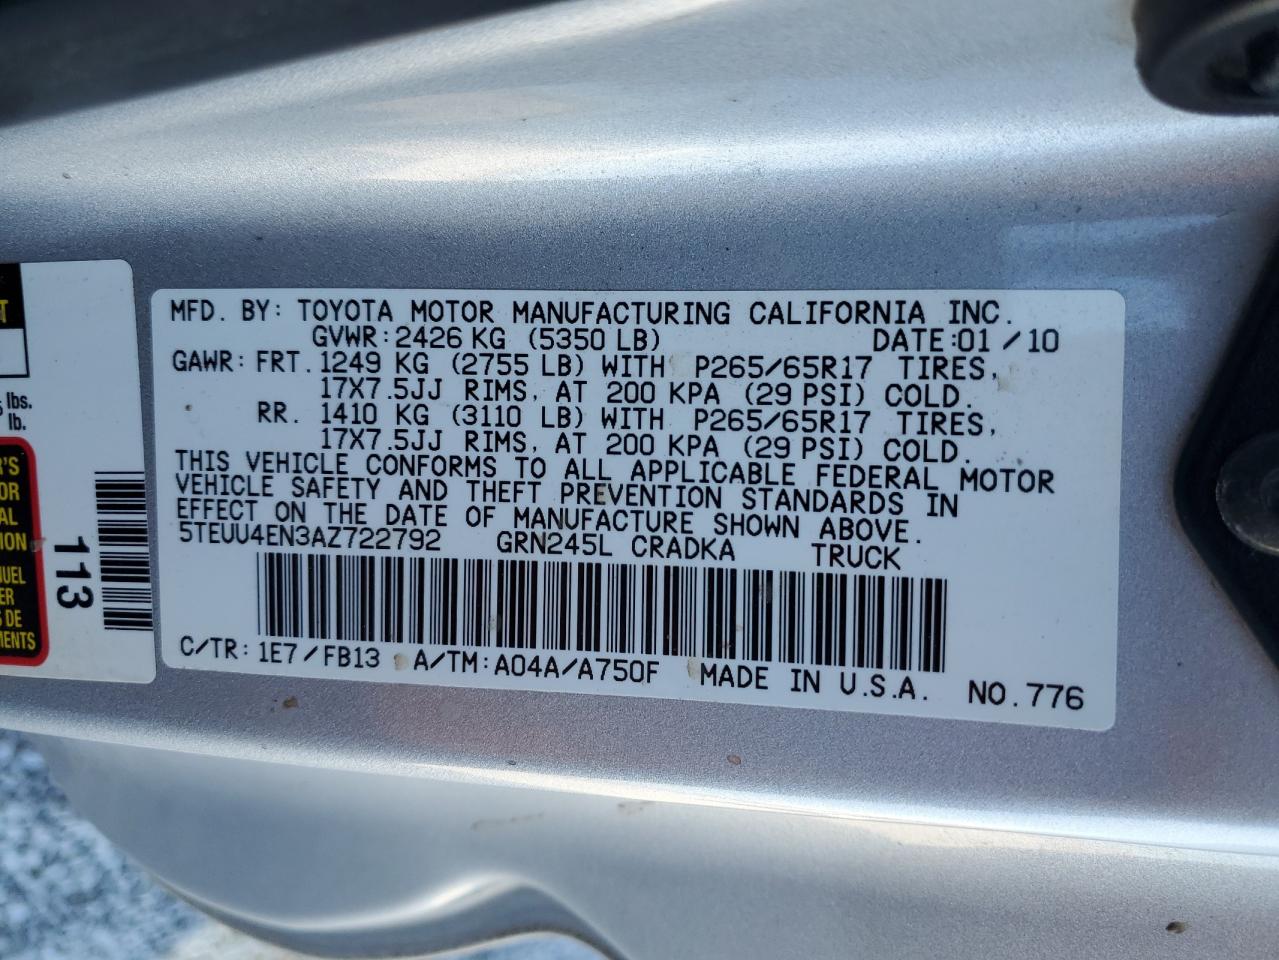 MFD. BY: TOYOTA MOTOR MANUFACTURING CALIFORNIA INC.
GVWR: 2426 KG (5350 LB) DATE:01/10
GAWR: FRT. 1249 KG (2755 LB) WITH P265/65R17 TIRES,
17X7.5JJ RIMS, AT 200 KPA (29 PSI) COLD.
RR. 1410 KG (3110 LB) WITH P265/65R17 TIRES,
17X7.5JJ RIMS, AT 200 KPA (29 PSI) COLD.
THIS VEHICLE CONFORMS TO ALL APPLICABLE FEDERAL MOTOR
VEHICLE SAFETY AND THEFT PREVENTION STANDARDS IN
EFFECT ON THE DATE OF MANUFACTURE SHOWN ABOVE.
5TEUU4EN3AZ722792 GRN245L CRADKA TRUCK
C/TR: 1E7/FB13 A/TM: A04A/A750F MADE IN U.S.A. NO.776
lbs.
lb.
113